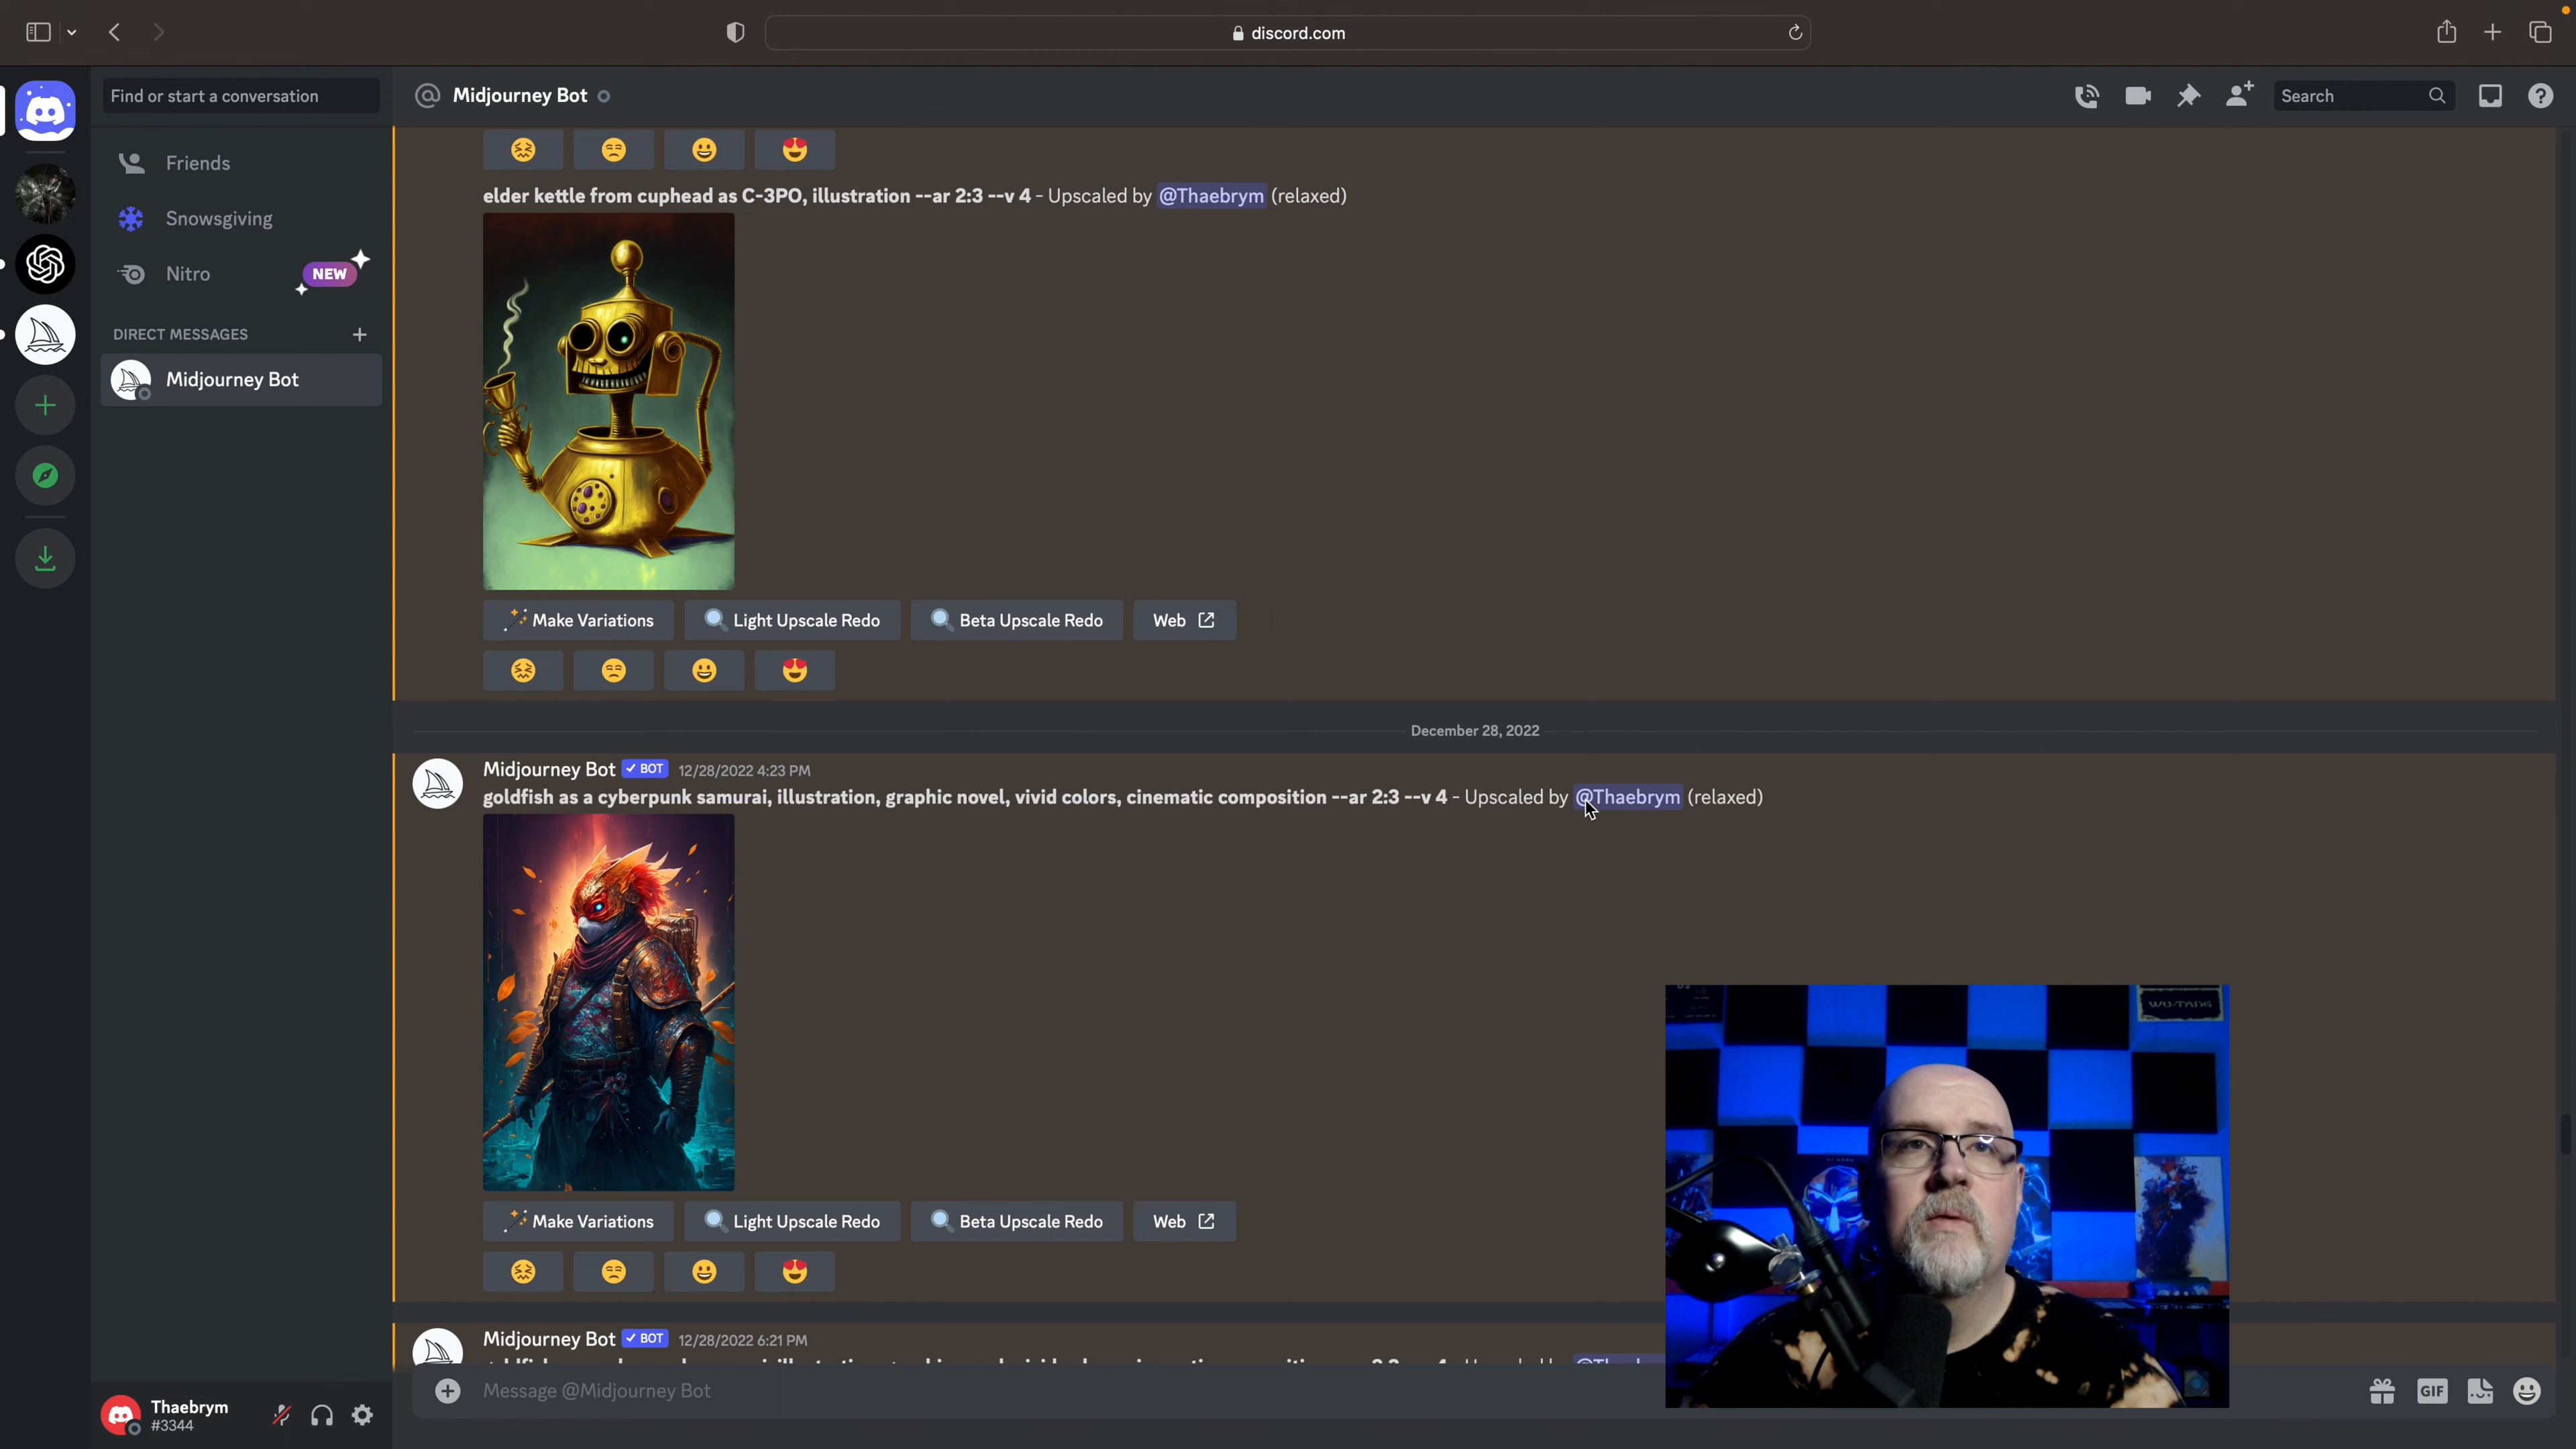 discord.com
Find or start a conversation
Midjourney Bot
Search
Friends
Snowsgiving
Nitro
NEW
DIRECT MESSAGES
Midjourney Bot
elder kettle from cuphead as C-3PO, illustration --ar 2:3 --v 4 - Upscaled by @Thaebrym (relaxed)
Make Variations Light Upscale Redo Beta Upscale Redo Web
December 28, 2022
Midjourney Bot BOT 12/28/2022 4:23 PM
goldfish as a cyberpunk samurai, illustration, graphic novel, vivid colors, cinematic composition --ar 2:3 --v 4 - Upscaled by @Thaebrym (relaxed)
WU-TANG
Make Variations Light Upscale Redo Beta Upscale Redo Web
Midjourney Bot BOT 12/28/2022 6:21 PM
Message @Midjourney Bot
GIF
Thaebrym
#3344